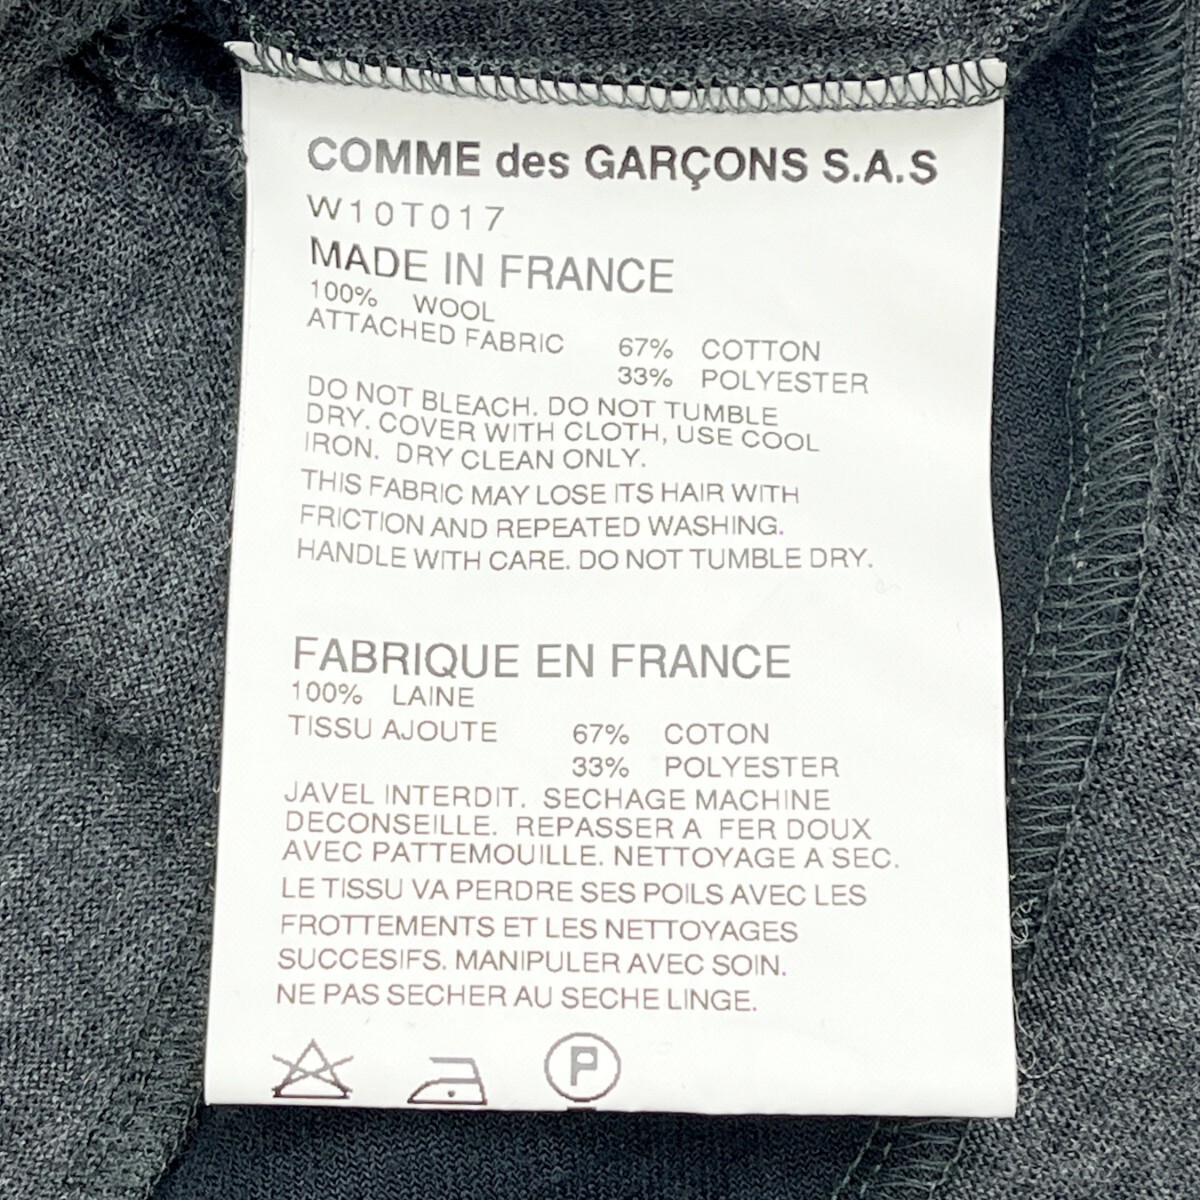 COMME des GARÇONS S.A.S
W10T017
MADE IN FRANCE
100% WOOL
ATTACHED FABRIC 67% COTTON
33% POLYESTER
DO NOT BLEACH. DO NOT TUMBLE
DRY. COVER WITH CLOTH, USE COOL
IRON. DRY CLEAN ONLY.
THIS FABRIC MAY LOSE ITS HAIR WITH
FRICTION AND REPEATED WASHING.
HANDLE WITH CARE. DO NOT TUMBLE DRY.
FABRIQUE EN FRANCE
100% LAINE
TISSU AJOUTE 67% COTON
33% POLYESTER
JAVEL INTERDIT. SECHAGE MACHINE
DECONSEILLE. REPASSER A FER DOUX
AVEC PATTEMOUILLE. NETTOYAGE A SEC.
LE TISSU VA PERDRE SES POILS AVEC LES
FROTTEMENTS ET LES NETTOYAGES
SUCCESIFS. MANIPULER AVEC SOIN.
NE PAS SECHER AU SECHE LINGE.
P